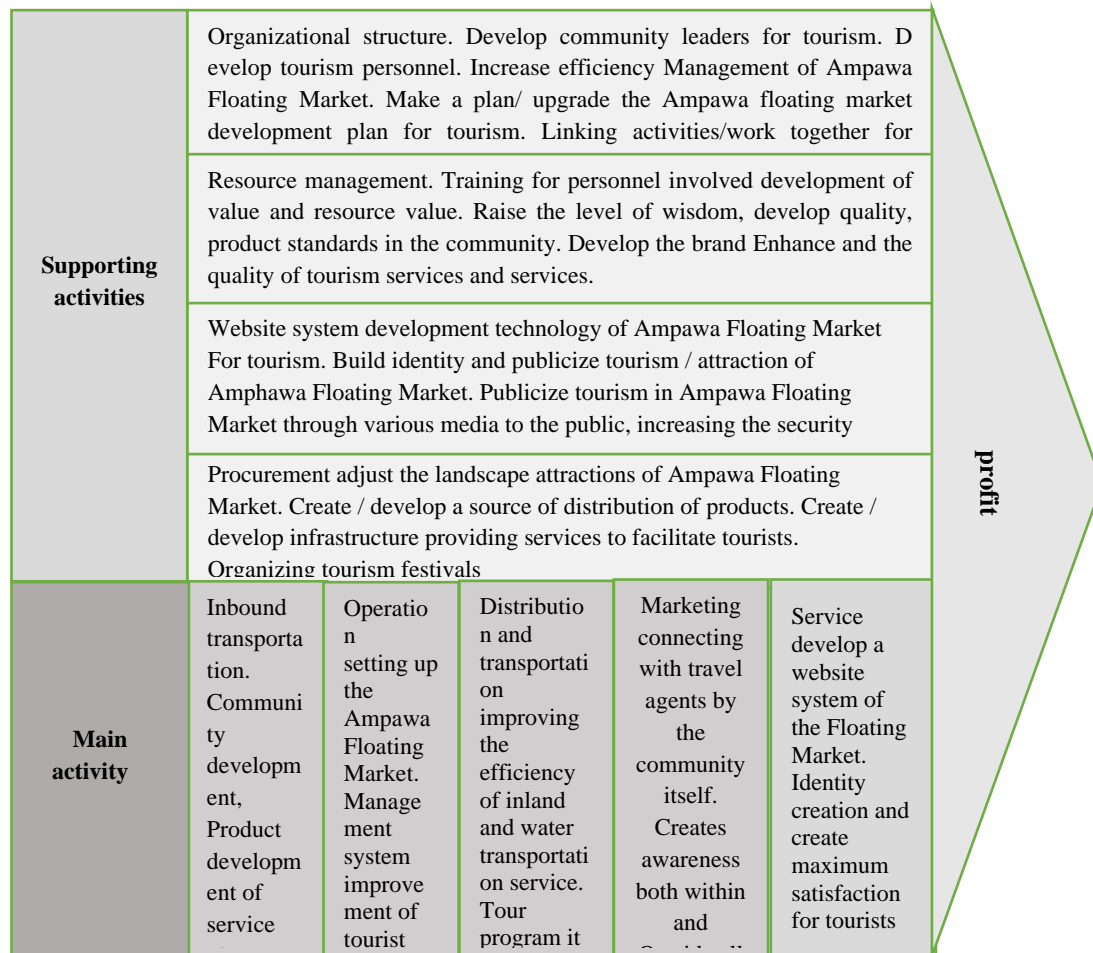 Organizational structure. Develop community leaders for tourism. D
evelop tourism personnel. Increase efficiency Management of Ampawa
Floating Market. Make a plan/ upgrade the Ampawa floating market
development plan for tourism. Linking activities/work together for
Supporting
activities
Resource management. Training for personnel involved development of
value and resource value. Raise the level of wisdom, develop quality,
product standards in the community. Develop the brand Enhance and the
quality of tourism services and services.
Website system development technology of Ampawa Floating Market
For tourism. Build identity and publicize tourism / attraction of
Amphawa Floating Market. Publicize tourism in Ampawa Floating
Market through various media to the public, increasing the security
Procurement adjust the landscape attractions of Ampawa Floating
Market. Create / develop a source of distribution of products. Create /
develop infrastructure providing services to facilitate tourists.
Organizing tourism festivals
profit
Main
activity
Inbound
transporta
tion.
Communi
ty
developm
ent,
Product
developm
ent of
service
Operatio
n
setting up
the
Ampawa
Floating
Market.
Manage
ment
system
improve
ment of
tourist
Distributio
n and
transportati
on
improving
the
efficiency
of inland
and water
transportati
on service.
Tour
program it
Marketing
connecting
with travel
agents by
the
community
itself.
Creates
awareness
both within
and
Service
develop a
website
system of
the Floating
Market.
Identity
creation and
create
maximum
satisfaction
for tourists